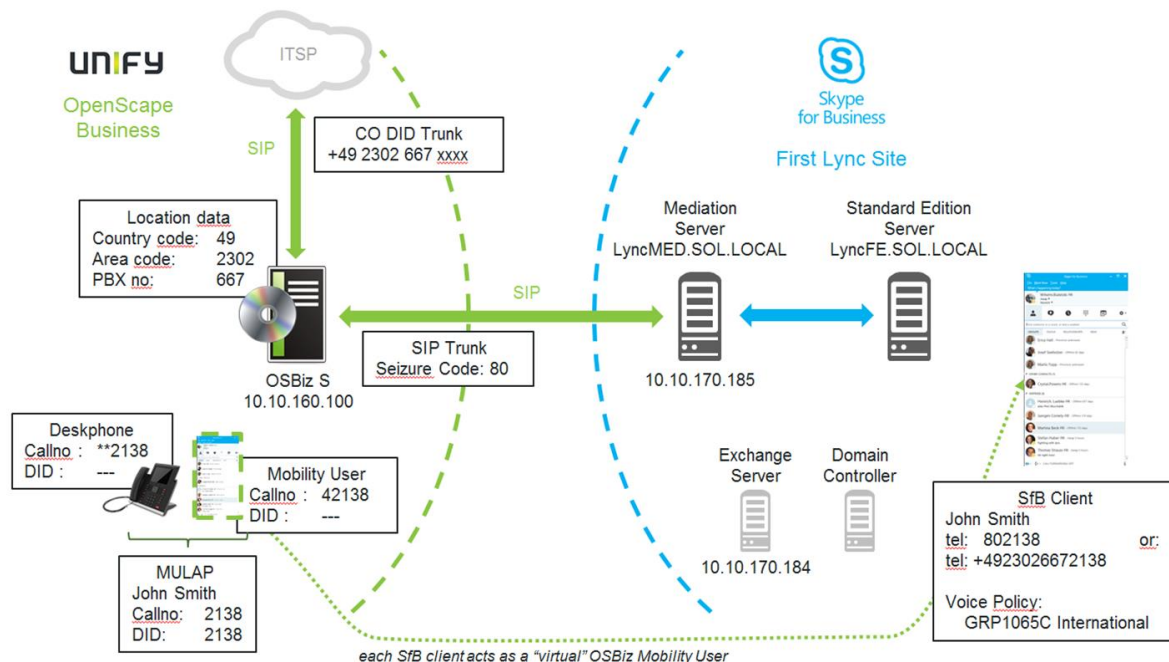 UNIFY
OpenScape
Business
ITSP
SIP
CO DID Trunk
+49 2302 667 xxxx
Location data
Country code: 49
Area code: 2302
PBX no: 667
OSBiz S
10.10.160.100
SIP
SIP Trunk
Seizure Code: 80
Deskphone
Callno : **2138
DID : ---
Mobility User
Callno : 42138
DID : ---
MULAP
John Smith
Callno: 2138
DID: 2138
Skype
for Business
First Lync Site
Mediation
Server
LyncMED.SOL.LOCAL
10.10.170.185
Standard Edition
Server
LyncFE.SOL.LOCAL
Exchange
Server
10.10.170.184
Domain
Controller
SfB Client
John Smith
tel: 802138 or:
tel: +4923026672138
Voice Policy:
GRP1065C International
each SfB client acts as a “virtual” OSBiz Mobility User